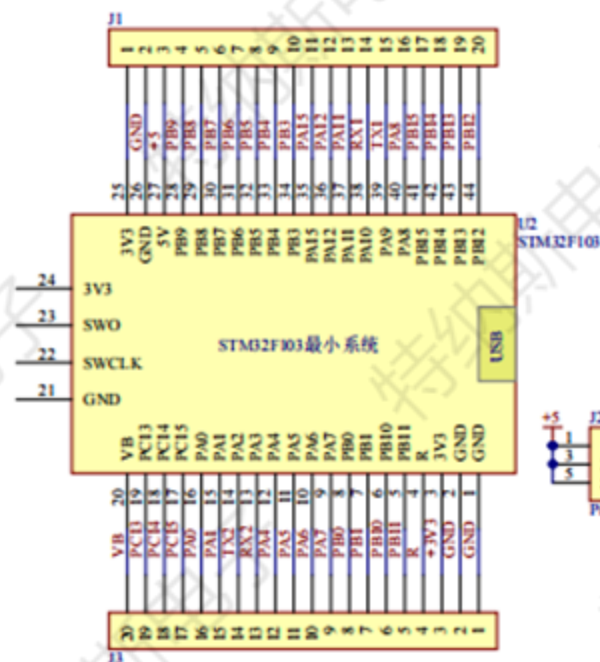 J1
1 2 3 4 5 6 7 8 9 10 11 12 13 14 15 16 17 18 19 20
GND +5 PB9 PB8 PB7 PB6 PB5 PB4 PB3 PA15 PA12 PA11 RX1 TX1 PA8 PB15 PB14 PB13 PB12
25 26 27 28 29 30 31 32 33 34 35 36 37 38 39 40 41 42 43 44
U2
STM32F103
3V3 GND 5V PB9 PB8 PB7 PB6 PB5 PB4 PB3 PA15 PA12 PA11 PA10 PA9 PA8 PB15 PB14 PB13 PB12
24 3V3
23 SWO
STM32F103最小系统
USB
22 SWCLK
21 GND
VB PC13 PC14 PC15 PA0 PA1 PA2 PA3 PA4 PA5 PA6 PA7 PB0 PB1 PB10 PB11 R 3V3 GND GND
20 19 18 17 16 15 14 13 12 11 10 9 8 7 6 5 4 3 2 1
VB PC13 PC14 PC15 PA0 PA1 TX2 RX2 PA4 PA5 PA6 PA7 PB0 PB1 PB10 PB11 R +3V3 GND GND
20 19 18 17 16 15 14 13 12 11 10 9 8 7 6 5 4 3 2 1
J3
+5
J2
1
3
5
特纳斯电子